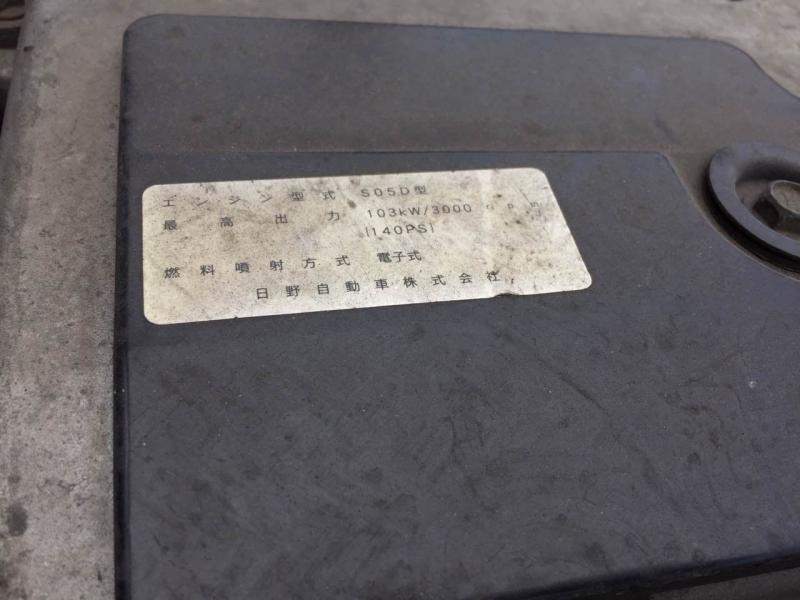 エンジン型式 S05D型
最高出力 103kW/3000rpm
(140PS)
燃料噴射方式 電子式
日野自動車株式会社